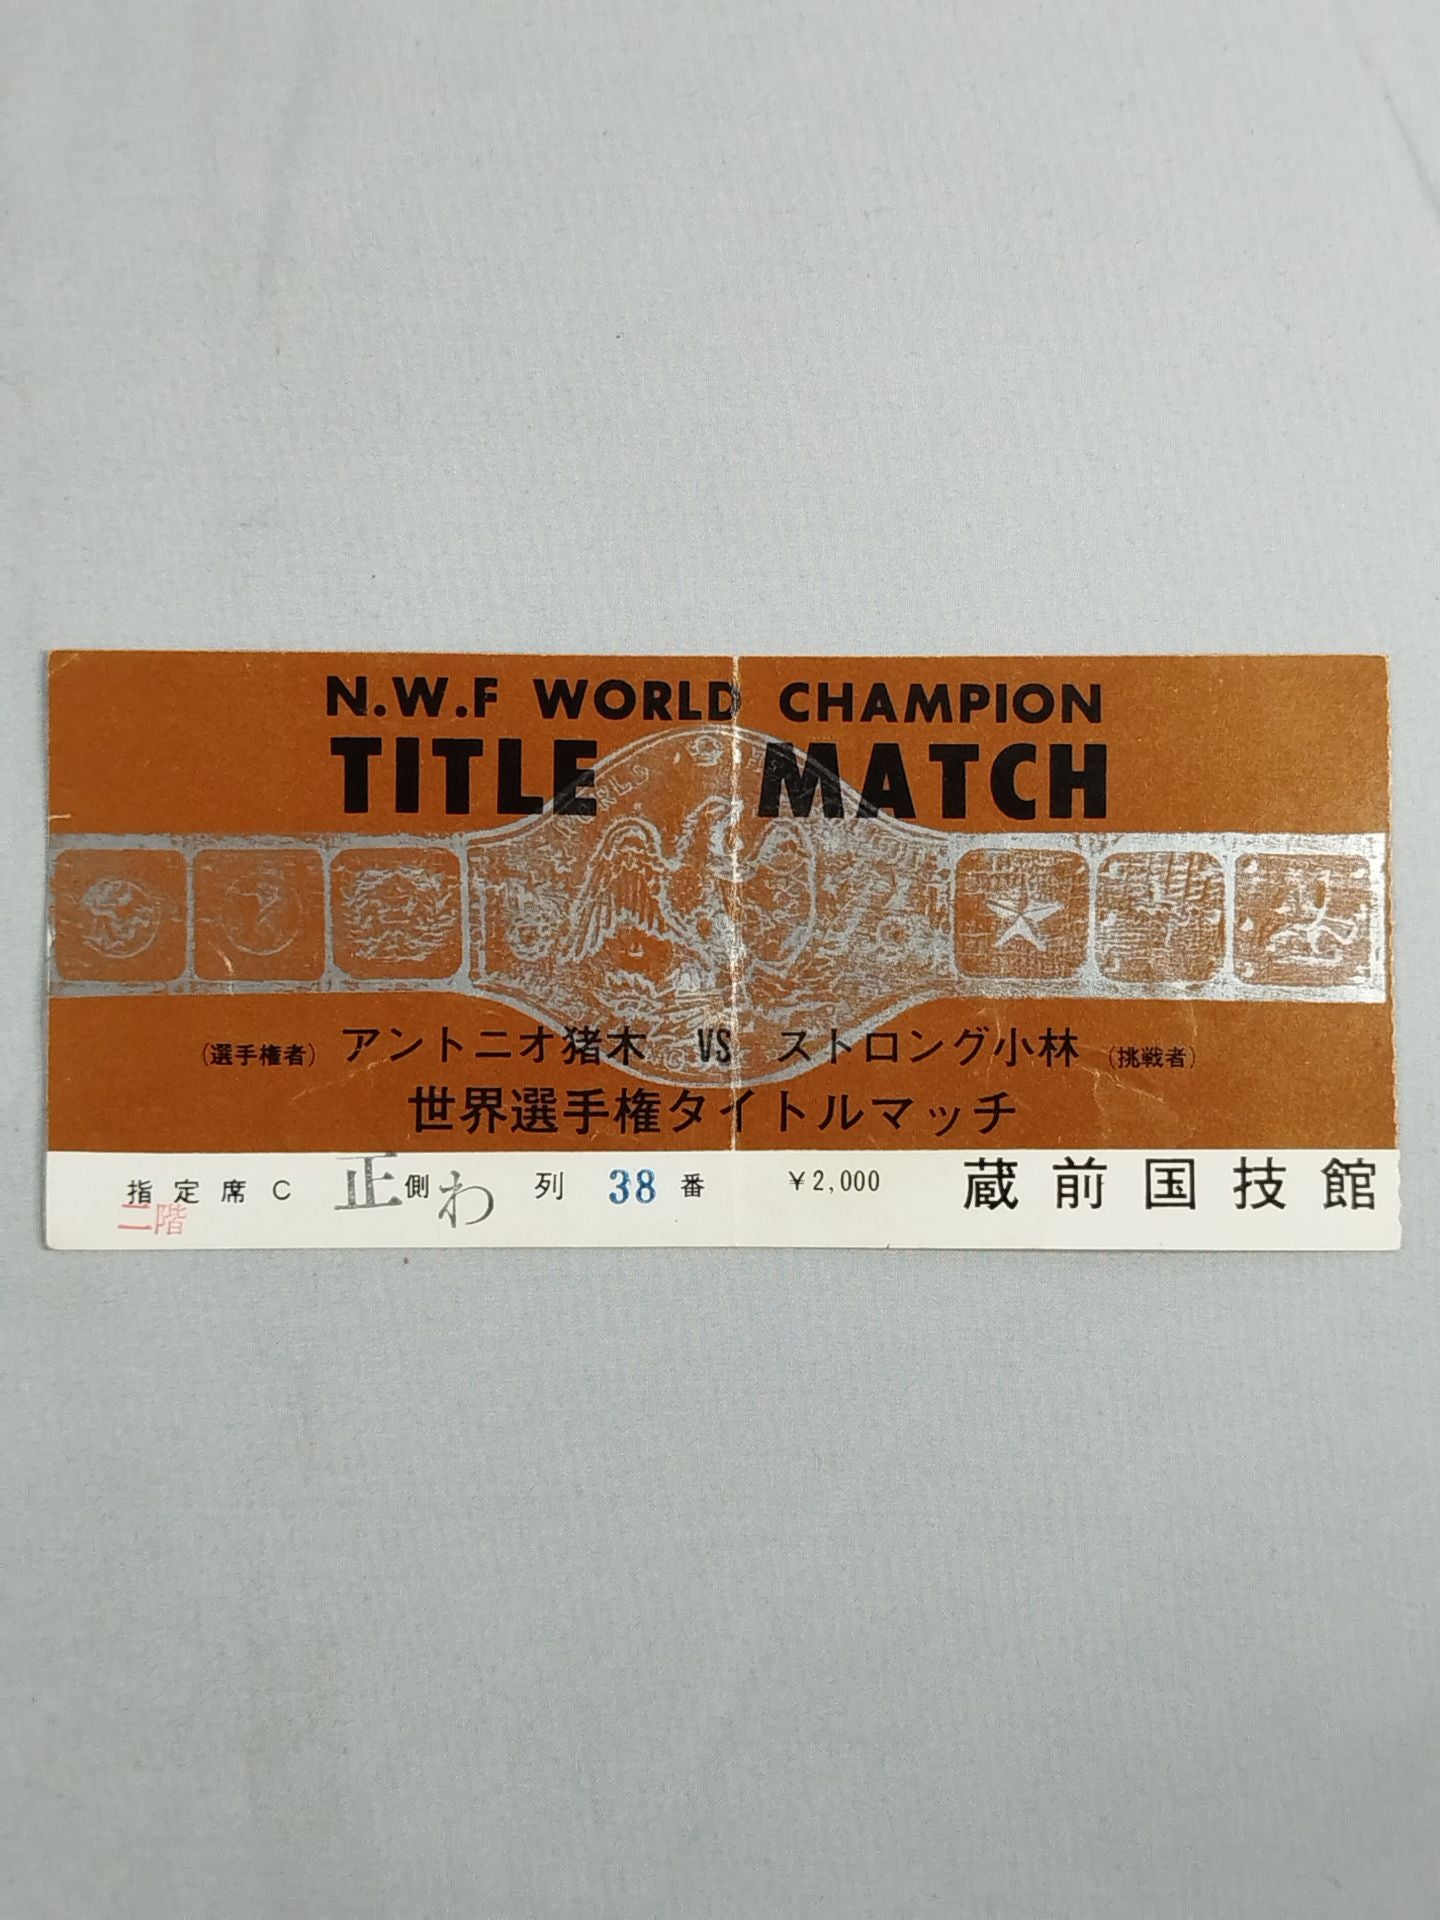 N.W.F WORLD CHAMPION
TITLE MATCH
(選手権者) アントニオ猪木 VS ストロング小林 (挑戦者)
世界選手権タイトルマッチ
指定席C 正側 わ 列 38 番 ¥2,000 蔵前国技館
二階